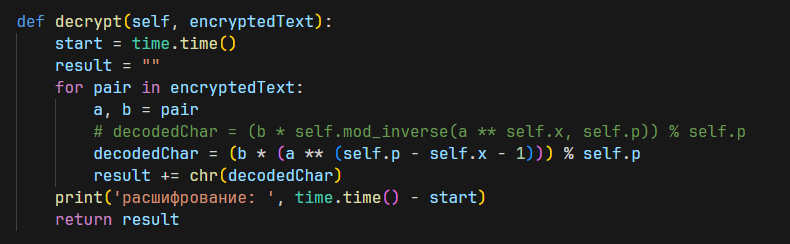 def decrypt(self, encryptedText):
    start = time.time()
    result = ""
    for pair in encryptedText:
        a, b = pair
        # decodedChar = (b * self.mod_inverse(a ** self.x, self.p)) % self.p
        decodedChar = (b * (a ** (self.p - self.x - 1))) % self.p
        result += chr(decodedChar)
    print('расшифрование: ', time.time() - start)
    return result